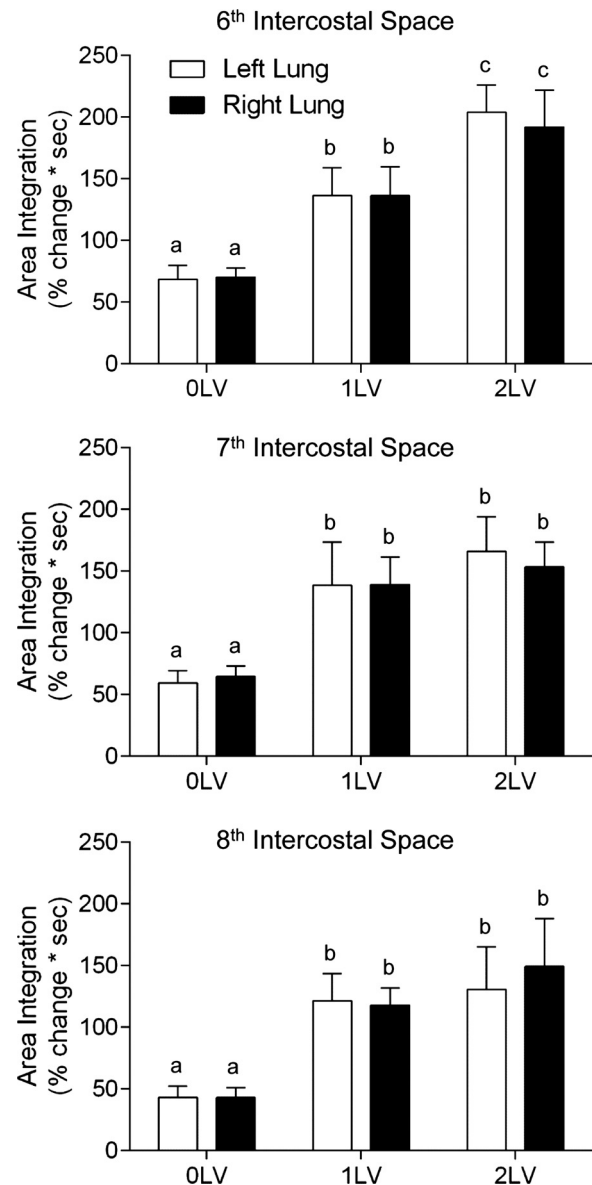 6th Intercostal Space
Area Integration
(% change * sec)
250
200
150
100
50
0
Left Lung
Right Lung
a
a
b
b
c
c
0LV
1LV
2LV
7th Intercostal Space
Area Integration
(% change * sec)
250
200
150
100
50
0
a
a
b
b
b
b
0LV
1LV
2LV
8th Intercostal Space
Area Integration
(% change * sec)
250
200
150
100
50
0
a
a
b
b
b
b
0LV
1LV
2LV